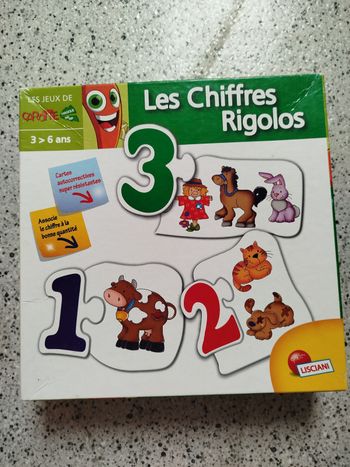 LES JEUX DE
CAROTTE
3 > 6 ans
Les Chiffres
Rigolos
Cartes
autocorrectives
super résistantes
Associe
le chiffre à la
bonne quantité
3
1
2
LISCIANI